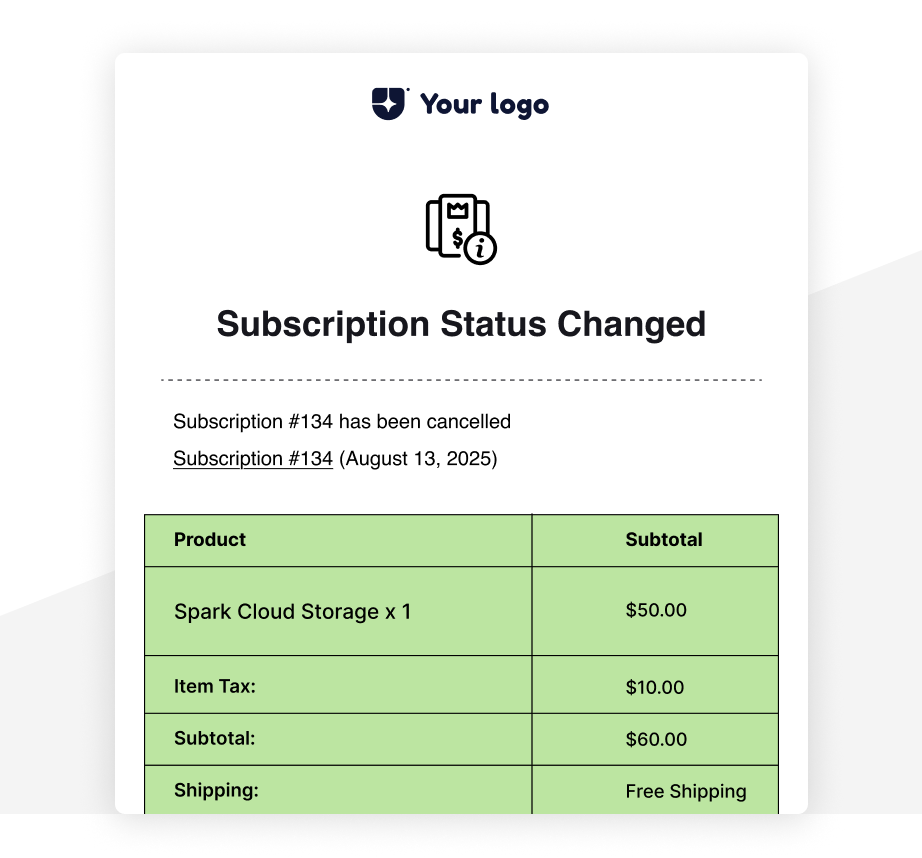 Your logo
$
i
Subscription Status Changed
Subscription #134 has been cancelled
Subscription #134 (August 13, 2025)
Product Subtotal
Spark Cloud Storage x 1 $50.00
Item Tax: $10.00
Subtotal: $60.00
Shipping: Free Shipping